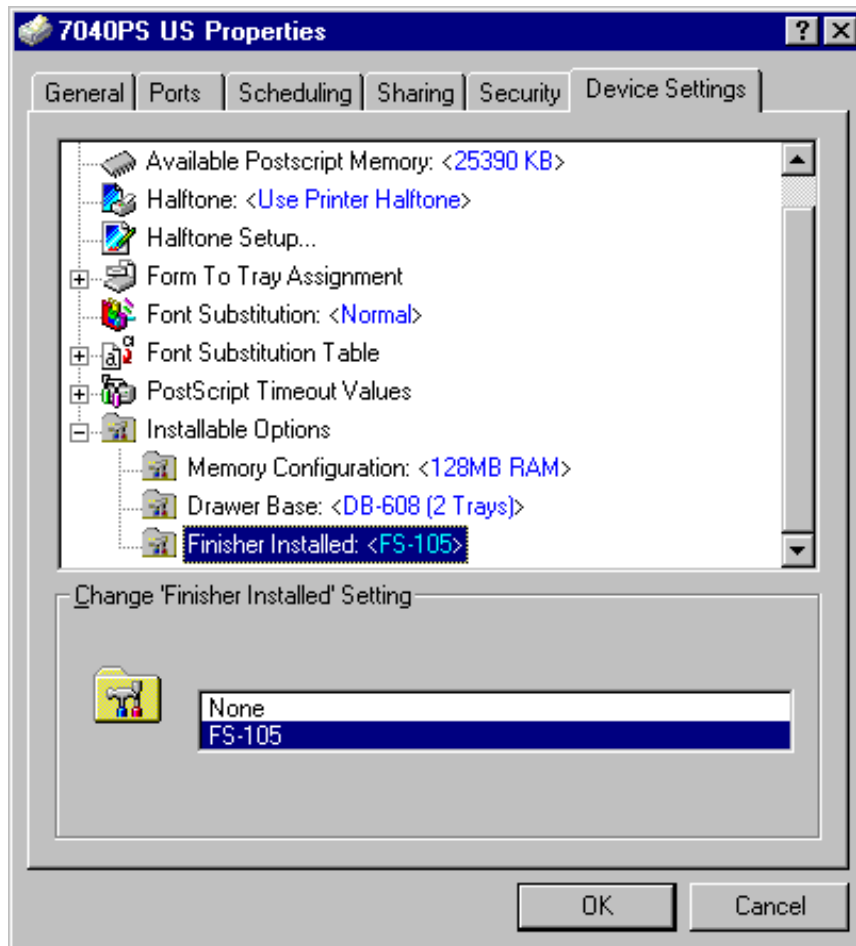 7040PS US Properties
General Ports Scheduling Sharing Security Device Settings
Available Postscript Memory: <25390 KB>
Halftone: <Use Printer Halftone>
Halftone Setup...
Form To Tray Assignment
Font Substitution: <Normal>
Font Substitution Table
PostScript Timeout Values
Installable Options
Memory Configuration: <128MB RAM>
Drawer Base: <DB-608 (2 Trays)>
Finisher Installed: <FS-105>
Change 'Finisher Installed' Setting
None
FS-105
OK Cancel